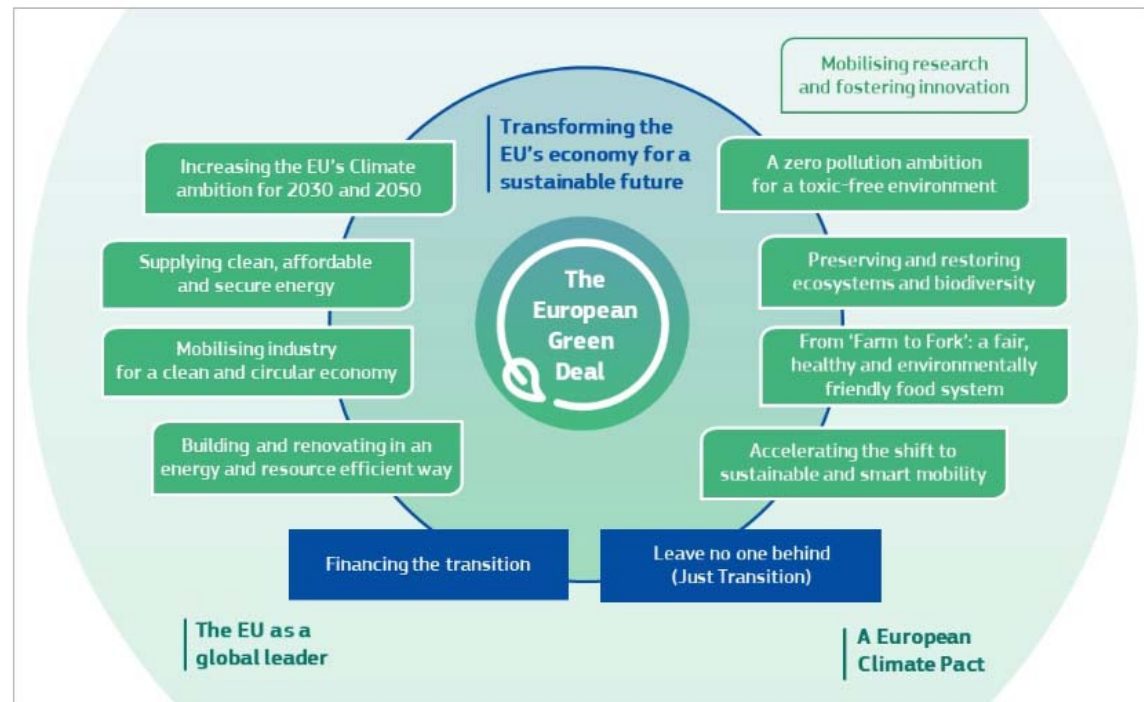 Mobilising research
and fostering innovation
Transforming the
EU's economy for a
sustainable future
Increasing the EU's Climate
ambition for 2030 and 2050
A zero pollution ambition
for a toxic-free environment
Supplying clean, affordable
and secure energy
Preserving and restoring
ecosystems and biodiversity
The
European
Green
Deal
Mobilising industry
for a clean and circular economy
From 'Farm to Fork': a fair,
healthy and environmentally
friendly food system
Building and renovating in an
energy and resource efficient way
Accelerating the shift to
sustainable and smart mobility
Financing the transition
Leave no one behind
(Just Transition)
The EU as a
global leader
A European
Climate Pact